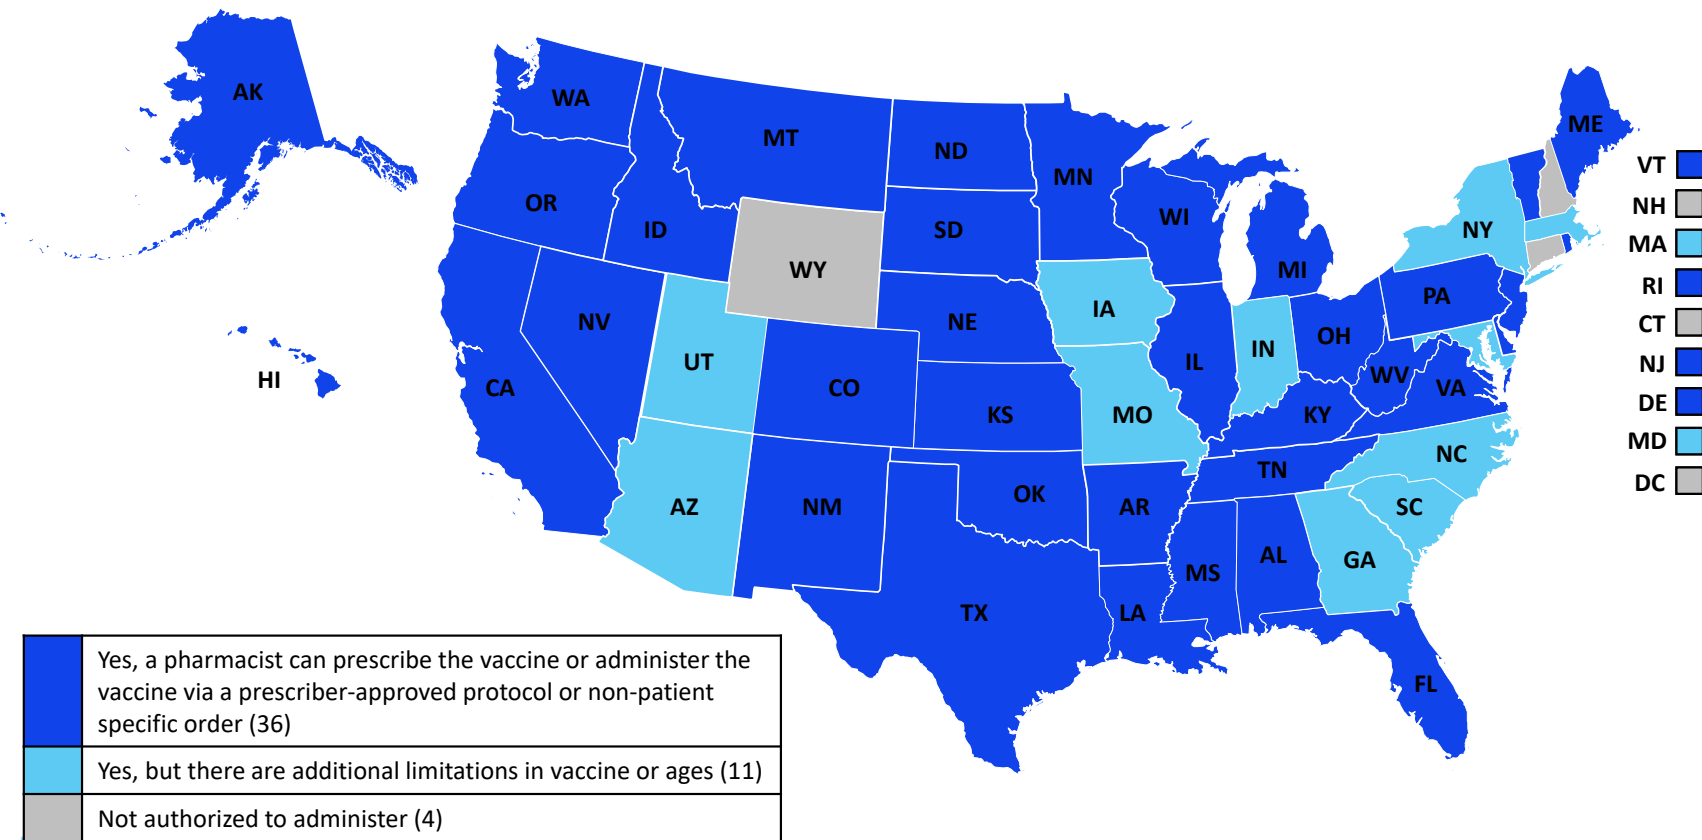 AK
WA
MT
ND
MN
ME
VT
OR
ID
SD
WI
NY
NH
MA
WY
MI
RI
NV
NE
IA
PA
CT
UT
IL
IN
OH
NJ
HI
CA
CO
KS
MO
WV
VA
DE
KY
MD
AZ
NM
OK
AR
TN
NC
DC
SC
TX
LA
MS
AL
GA
FL
Yes, a pharmacist can prescribe the vaccine or administer the
vaccine via a prescriber-approved protocol or non-patient
specific order (36)
Yes, but there are additional limitations in vaccine or ages (11)
Not authorized to administer (4)